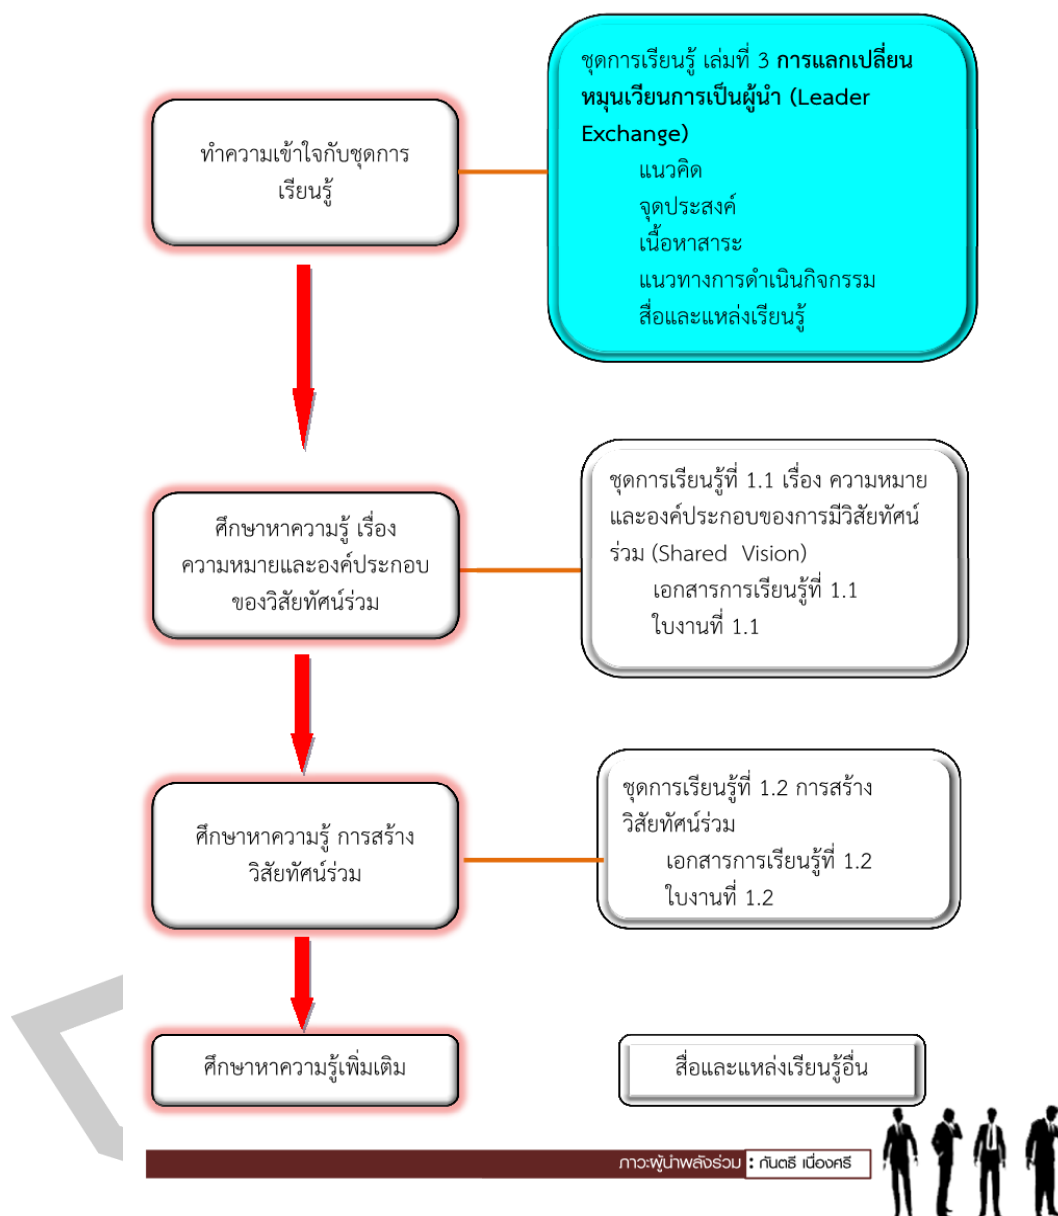 ทำความเข้าใจกับชุดการ
เรียนรู้
ชุดการเรียนรู้ เล่มที่ 3 การแลกเปลี่ยน
หมุนเวียนการเป็นผู้นำ (Leader
Exchange)
แนวคิด
จุดประสงค์
เนื้อหาสาระ
แนวทางการดำเนินกิจกรรม
สื่อและแหล่งเรียนรู้
ศึกษาหาความรู้ เรื่อง
ความหมายและองค์ประกอบ
ของวิสัยทัศน์ร่วม
ชุดการเรียนรู้ที่ 1.1 เรื่อง ความหมาย
และองค์ประกอบของการมีวิสัยทัศน์
ร่วม (Shared Vision)
เอกสารการเรียนรู้ที่ 1.1
ใบงานที่ 1.1
ศึกษาหาความรู้ การสร้าง
วิสัยทัศน์ร่วม
ชุดการเรียนรู้ที่ 1.2 การสร้าง
วิสัยทัศน์ร่วม
เอกสารการเรียนรู้ที่ 1.2
ใบงานที่ 1.2
ศึกษาหาความรู้เพิ่มเติม
สื่อและแหล่งเรียนรู้อื่น
ภาวะผู้นำพลังร่วม : กันตธี เนื่องศรี